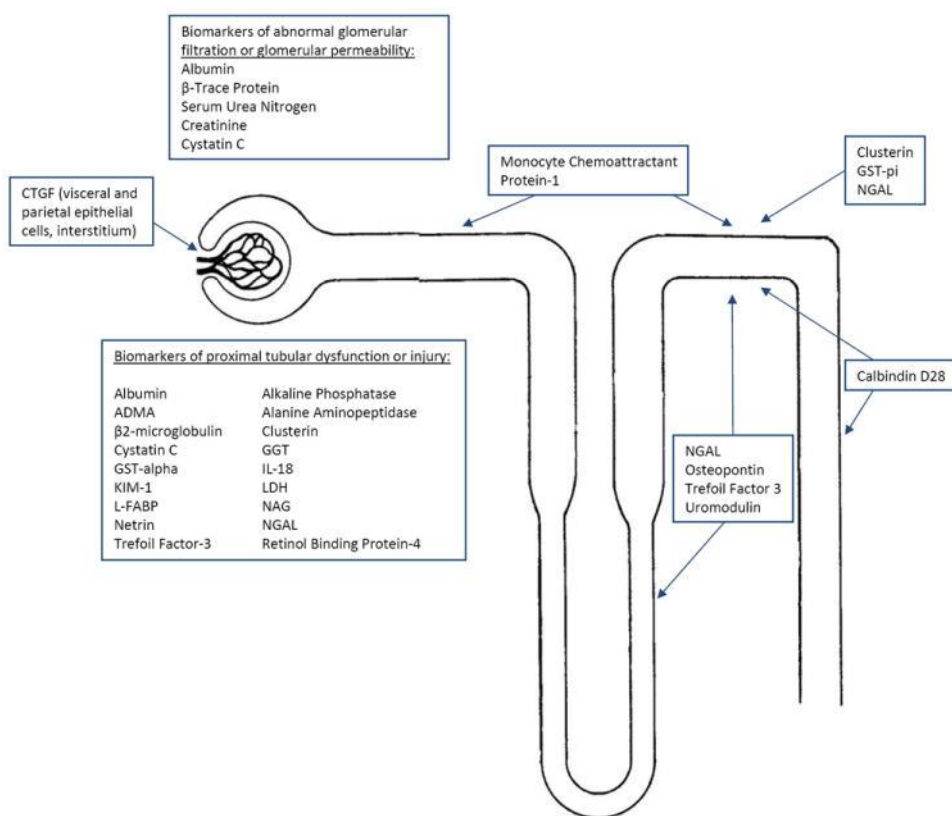 Biomarkers of abnormal glomerular
filtration or glomerular permeability:
Albumin
β-Trace Protein
Serum Urea Nitrogen
Creatinine
Cystatin C
Monocyte Chemoattractant
Protein-1
Clusterin
GST-pi
NGAL
CTGF (visceral and
parietal epithelial
cells, interstitium)
Biomarkers of proximal tubular dysfunction or injury:
Albumin Alkaline Phosphatase
ADMA Alanine Aminopeptidase
β2-microglobulin Clusterin
Cystatin C GGT
GST-alpha IL-18
KIM-1 LDH
L-FABP NAG
Netrin NGAL
Trefoil Factor-3 Retinol Binding Protein-4
Calbindin D28
NGAL
Osteopontin
Trefoil Factor 3
Uromodulin